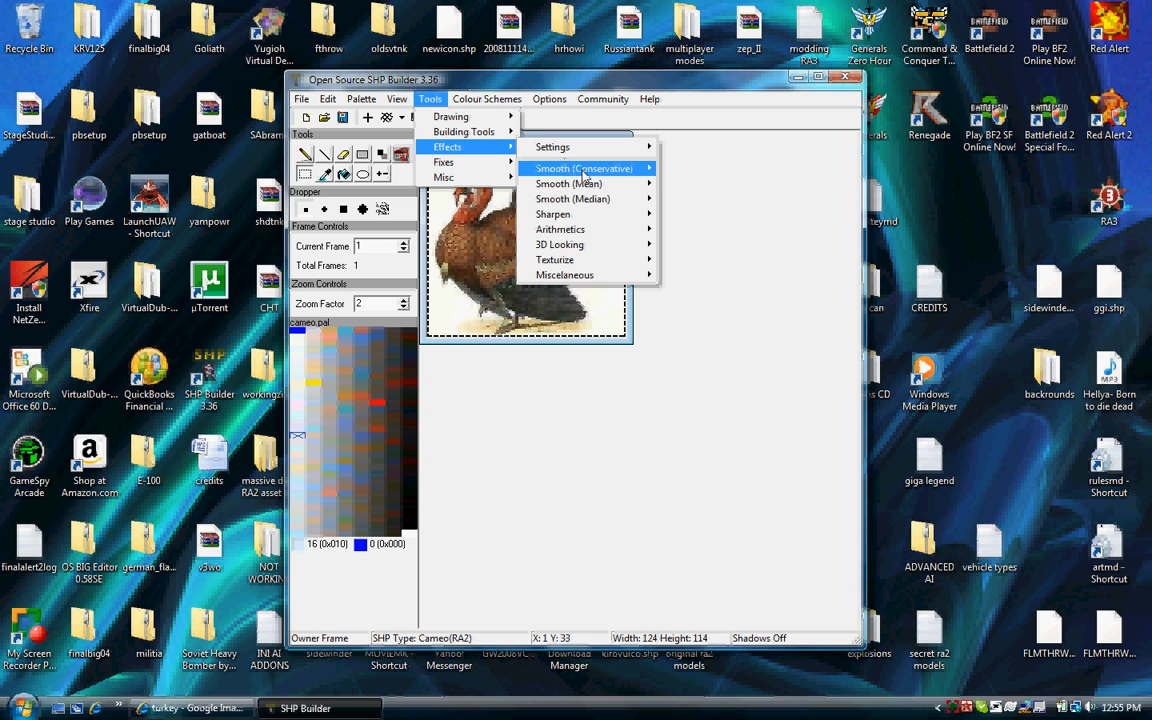 Recycle Bin
KRV125
finalbig04
Goliath
Yugioh
Virtual De...
fthrow
oldsvtnk
newicon.shp
200811114...
hrhowi
Russiantank
multiplayer
modes
zep_II
modding
RA3
Generals
Zero Hour
Command &
Conquer T...
Battlefield 2
Play BF2
Online Now!
Red Alert
StageStudi...
pbsetup
pbsetup
gatboat
SAbram
Renegade
Play BF2 SF
Online Now!
Battlefield 2
Special Fo...
Red Alert 2
stage studio
Play Games
LaunchUAW
- Shortcut
yampowr
shdtnk
RA3
Install
NetZe...
Xfire
VirtualDub-...
µTorrent
CHT
CREDITS
sidewinde...
ggi.shp
Microsoft
Office 60 D...
VirtualDub-...
QuickBooks
Financial ...
SHP Builder
3.36
Windows
Media Player
backrounds
Hellya- Born
to die dead
GameSpy
Arcade
Shop at
Amazon.com
E-100
credits
massive d
RA2 asset
giga legend
rulesmd -
Shortcut
finalalert2log
OS BIG Editor
0.58SE
german_fla...
v3wo
NOT
WORKIN
ADVANCED
AI
vehicle types
artmd -
Shortcut
My Screen
Recorder P...
finalbig04
militia
Soviet Heavy
Bomber by...
INI AI
ADDONS
sidewinder
MOVIEMK -
Shortcut
Yahoo!
Messenger
GW2008VC...
Download
Manager
kirovulco.shp
original ra2
models
explosions
secret ra2
models
FLMTHRW...
FLMTHRW...
Open Source SHP Builder 3.36
File Edit Palette View Tools Colour Schemes Options Community Help
Tools
Dropper
Frame Controls
Current Frame 1
Total Frames: 1
Zoom Controls
Zoom Factor 2
cameo.pal
16 (0x010) 0 (0x000)
Drawing
Building Tools
Effects
Fixes
Misc
Settings
Smooth (Conservative)
Smooth (Mean)
Smooth (Median)
Sharpen
Arithmetics
3D Looking
Texturize
Miscelaneous
Owner Frame SHP Type: Cameo(RA2) X: 1 Y: 33 Width: 124 Height: 114 Shadows Off
turkey - Google Ima...
SHP Builder
12:55 PM